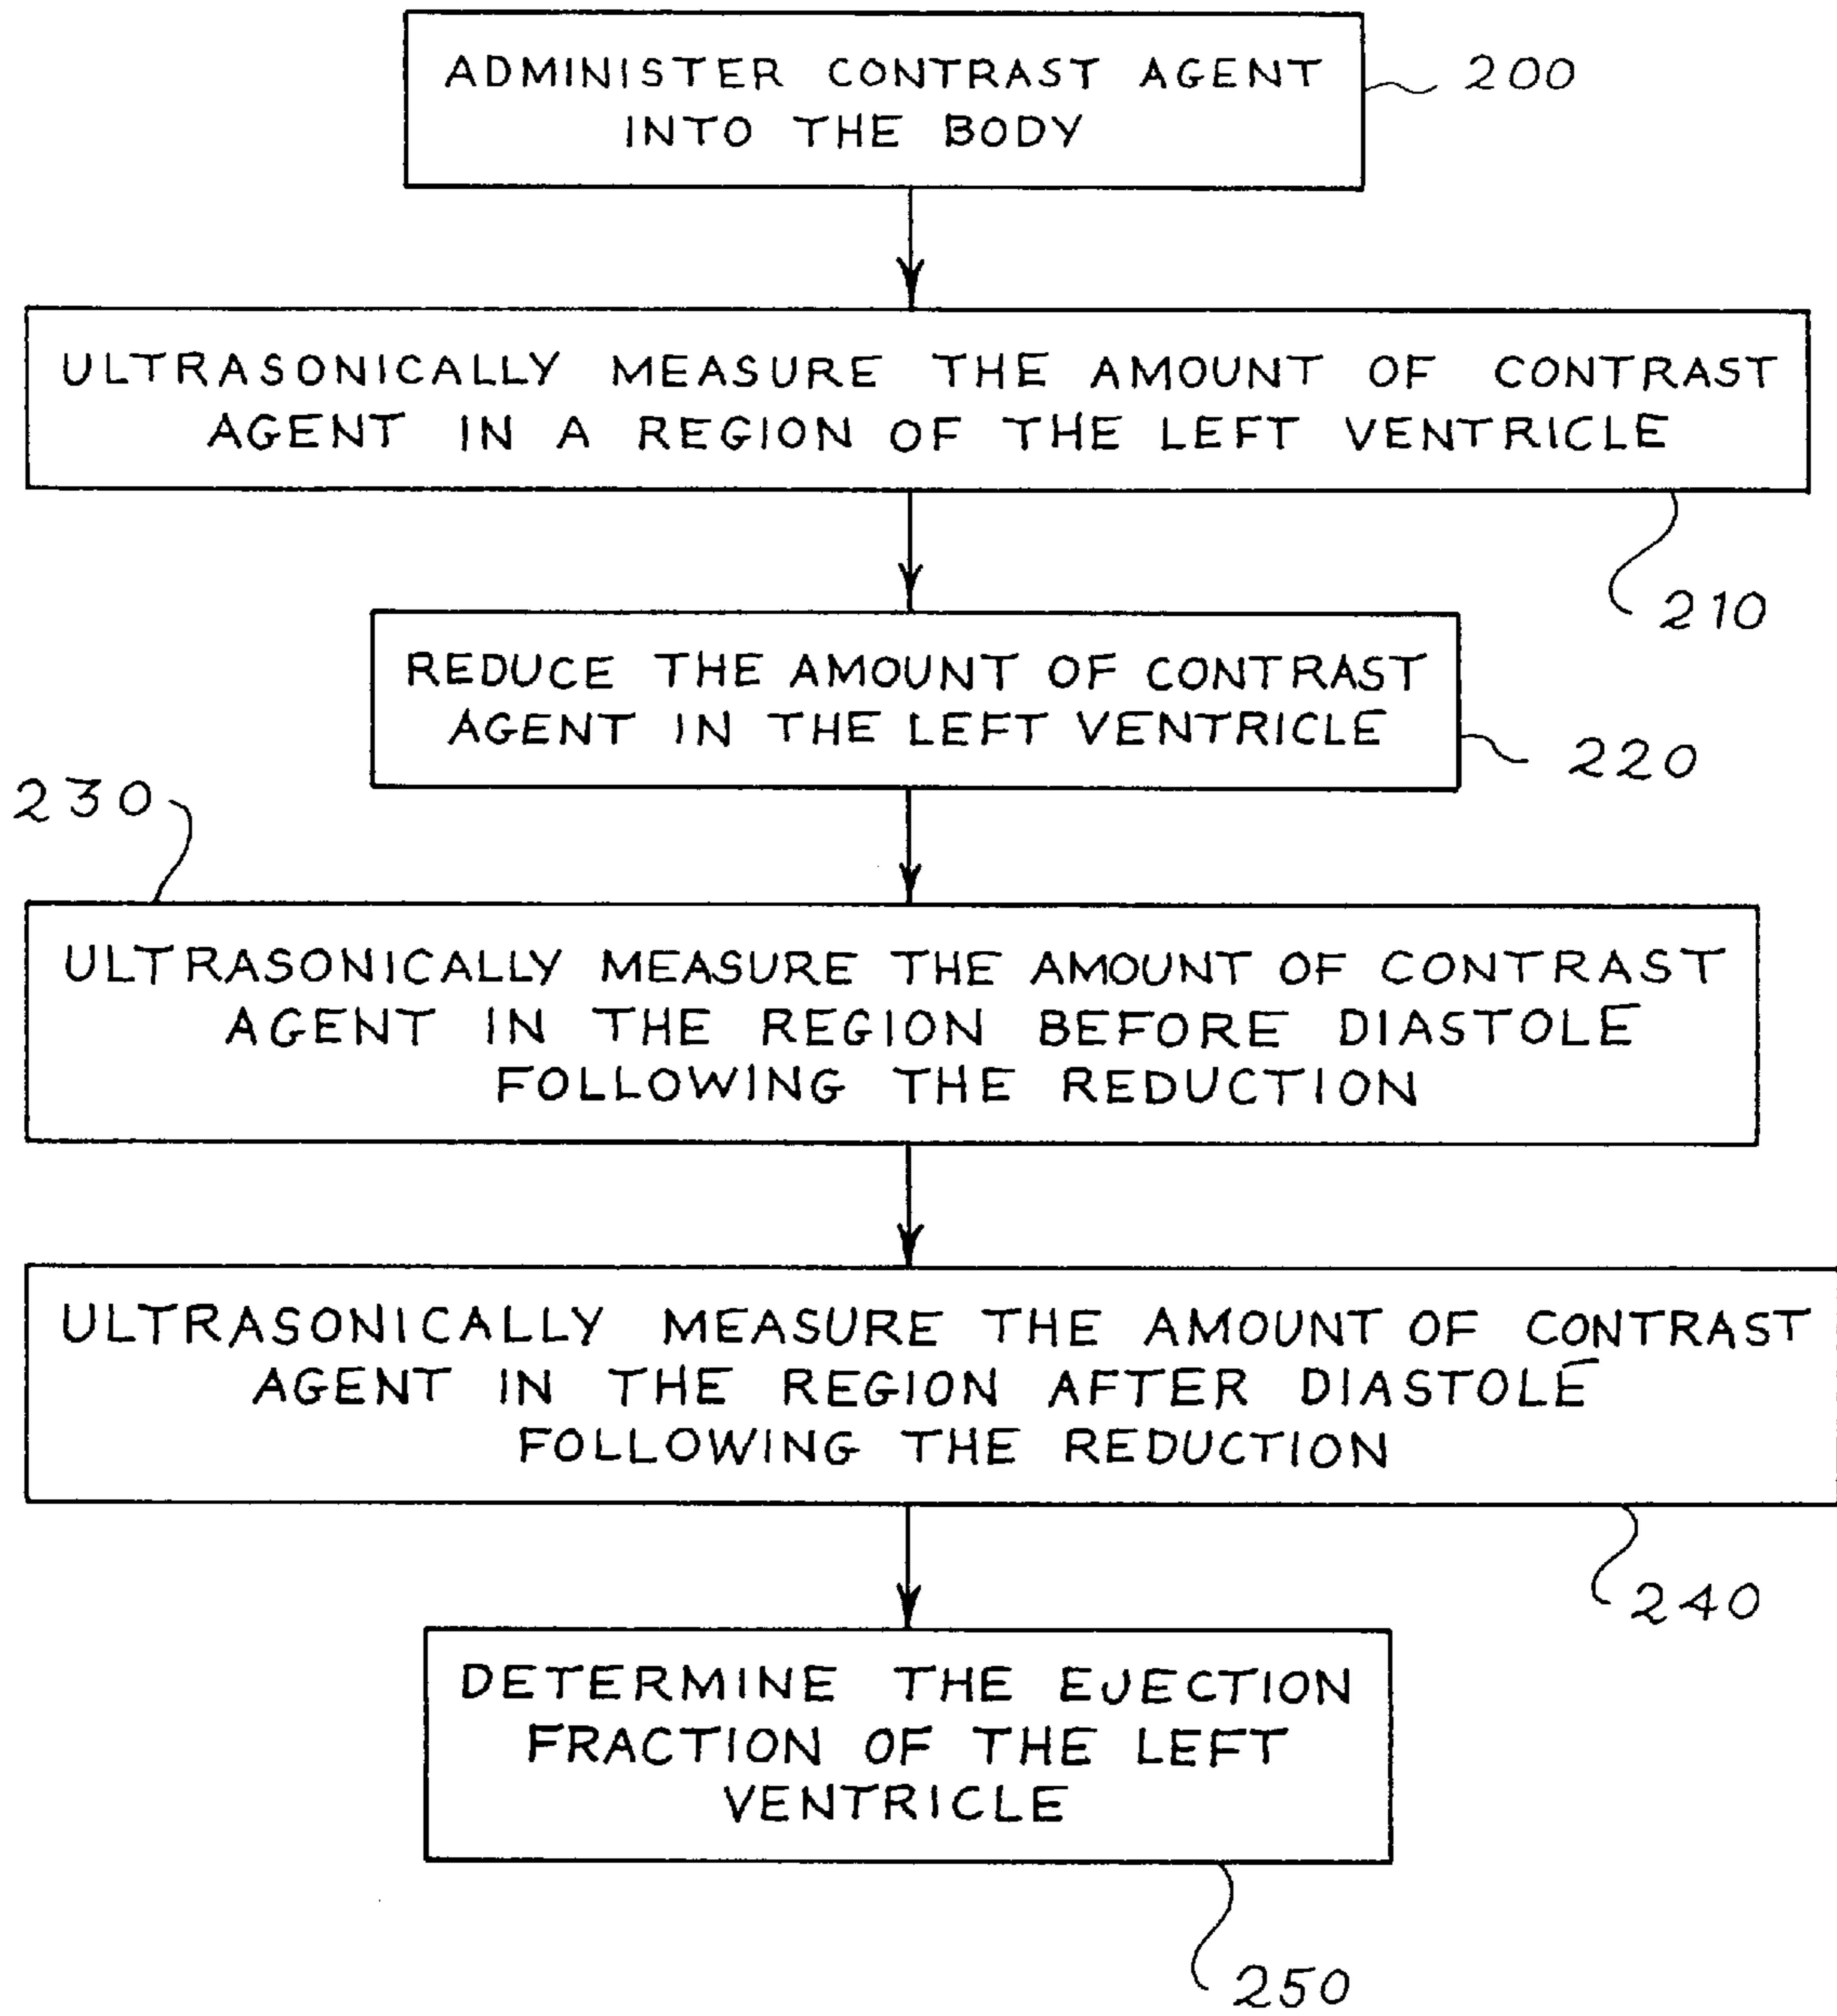 ADMINISTER CONTRAST AGENT
INTO THE BODY
200
ULTRASONICALLY MEASURE THE AMOUNT OF CONTRAST
AGENT IN A REGION OF THE LEFT VENTRICLE
210
REDUCE THE AMOUNT OF CONTRAST
AGENT IN THE LEFT VENTRICLE
220
230
ULTRASONICALLY MEASURE THE AMOUNT OF CONTRAST
AGENT IN THE REGION BEFORE DIASTOLE
FOLLOWING THE REDUCTION
ULTRASONICALLY MEASURE THE AMOUNT OF CONTRAST
AGENT IN THE REGION AFTER DIASTOLE
FOLLOWING THE REDUCTION
240
DETERMINE THE EJECTION
FRACTION OF THE LEFT
VENTRICLE
250